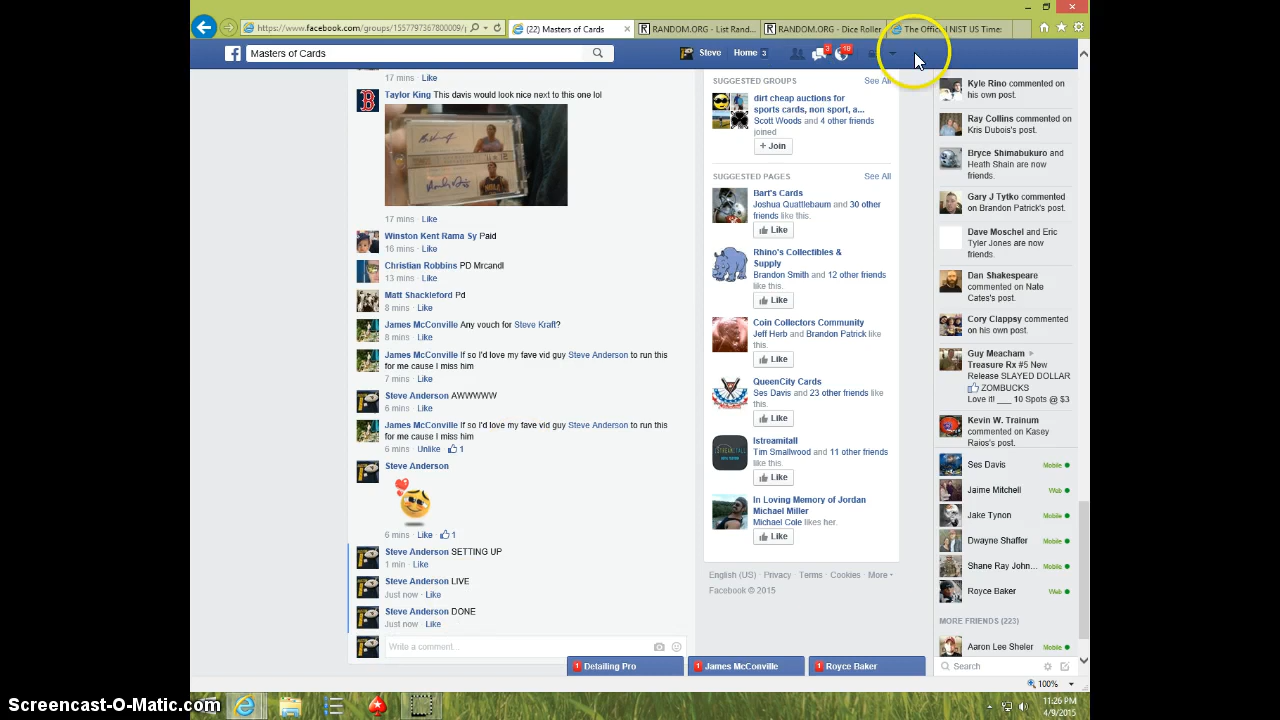 https://www.facebook.com/groups/1557797367800009/
(22) Masters of Cards
RANDOM.ORG - List Rand...
RANDOM.ORG - Dice Roller
The Official NIST US Time:
Masters of Cards
Steve
Home 3
3
18
17 mins · Like
Taylor King This davis would look nice next to this one lol
17 mins · Like
Winston Kent Rama Sy Paid
16 mins · Like
Christian Robbins PD Mrcandl
13 mins · Like
Matt Shackleford Pd
8 mins · Like
James McConville Any vouch for Steve Kraft?
8 mins · Like
James McConville If so I'd love my fave vid guy Steve Anderson to run this
for me cause I miss him
7 mins · Like
Steve Anderson AWWWWW
6 mins · Like
James McConville If so I'd love my fave vid guy Steve Anderson to run this
for me cause I miss him
6 mins · Unlike · 1
Steve Anderson
6 mins · Like · 1
Steve Anderson SETTING UP
1 min · Like
Steve Anderson LIVE
Just now · Like
Steve Anderson DONE
Just now · Like
Write a comment...
SUGGESTED GROUPS
See All
dirt cheap auctions for
sports cards, non sport, a...
Scott Woods and 4 other friends
joined
+ Join
SUGGESTED PAGES
See All
Bart's Cards
Joshua Quattlebaum and 30 other
friends like this.
Like
Rhino's Collectibles &
Supply
Brandon Smith and 12 other friends
like this.
Like
Coin Collectors Community
Jeff Herb and Brandon Patrick like
this.
Like
QueenCity Cards
Ses Davis and 23 other friends like
this.
Like
Istreamitall
Tim Smallwood and 11 other friends
like this.
Like
In Loving Memory of Jordan
Michael Miller
Michael Cole likes her.
Like
English (US) · Privacy · Terms · Cookies · More
Facebook © 2015
Kyle Rino commented on
his own post.
Ray Collins commented on
Kris Dubois's post.
Bryce Shimabukuro and
Heath Shain are now
friends.
Gary J Tytko commented
on Brandon Patrick's post.
Dave Moschel and Eric
Tyler Jones are now
friends.
Dan Shakespeare
commented on Nate
Cates's post.
Cory Clappsy commented
on his own post.
Guy Meacham
Treasure Rx #5 New
Release SLAYED DOLLAR
ZOMBUCKS
Love it! ___ 10 Spots @ $3
Kevin W. Trainum
commented on Kasey
Raios's post.
Ses Davis Mobile
Jaime Mitchell Web
Jake Tynon Mobile
Dwayne Shaffer Mobile
Shane Ray John... Mobile
Royce Baker Web
MORE FRIENDS (223)
Aaron Lee Sheler
Search
1 Detailing Pro
1 James McConville
1 Royce Baker
100%
11:26 PM
4/9/2015
Screencast-O-Matic.com